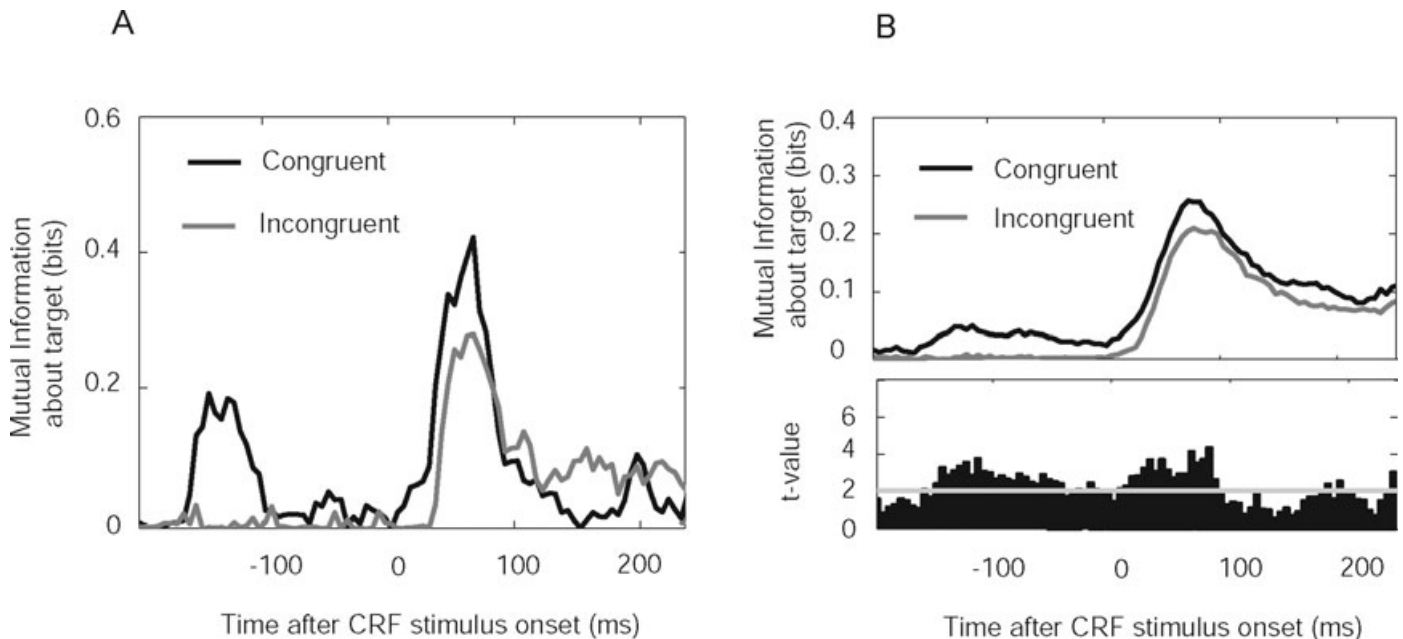 A
Mutual Information
about target (bits)
0.6
0.4
0.2
0
Congruent
Incongruent
-100
0
100
200
Time after CRF stimulus onset (ms)
B
Mutual Information
about target (bits)
0.4
0.3
0.2
0.1
0
Congruent
Incongruent
t-value
6
4
2
0
-100
0
100
200
Time after CRF stimulus onset (ms)